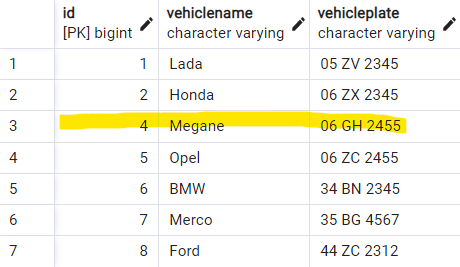 id vehiclename vehicleplate
[PK] bigint character varying character varying
1 1 Lada 05 ZV 2345
2 2 Honda 06 ZX 2345
3 4 Megane 06 GH 2455
4 5 Opel 06 ZC 2455
5 6 BMW 34 BN 2345
6 7 Merco 35 BG 4567
7 8 Ford 44 ZC 2312